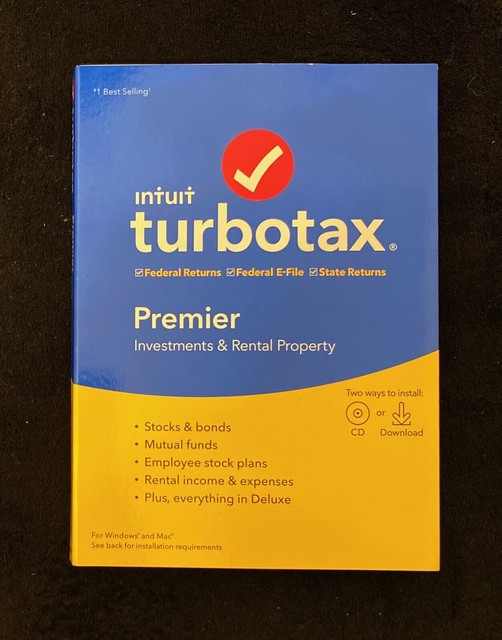 #1 Best Selling¹
intuit
turbotax®
☑Federal Returns ☑Federal E-File ☑State Returns
Premier
Investments & Rental Property
Two ways to install:
or
CD Download
• Stocks & bonds
• Mutual funds
• Employee stock plans
• Rental income & expenses
• Plus, everything in Deluxe
For Windows® and Mac®
See back for installation requirements